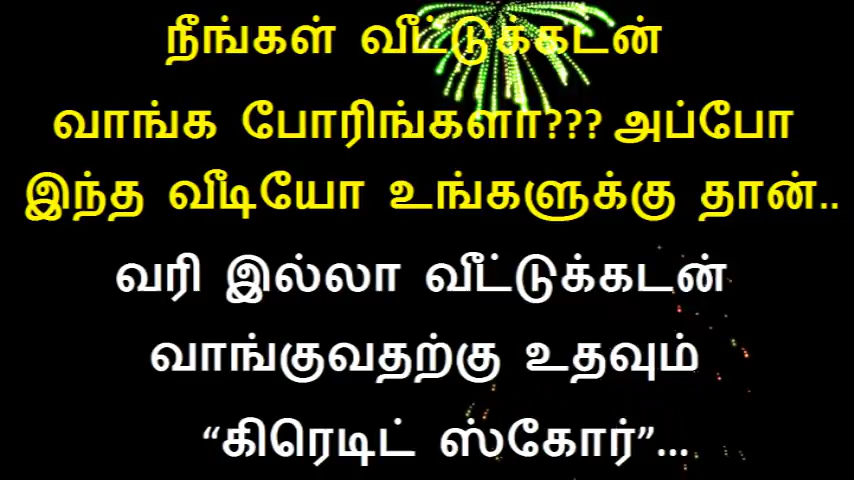 நீங்கள் வீட்டுக்கடன்
வாங்க போரிங்களா??? அப்போ
இந்த வீடியோ உங்களுக்கு தான்..
வரி இல்லா வீட்டுக்கடன்
வாங்குவதற்கு உதவும்
“கிரெடிட் ஸ்கோர்”...